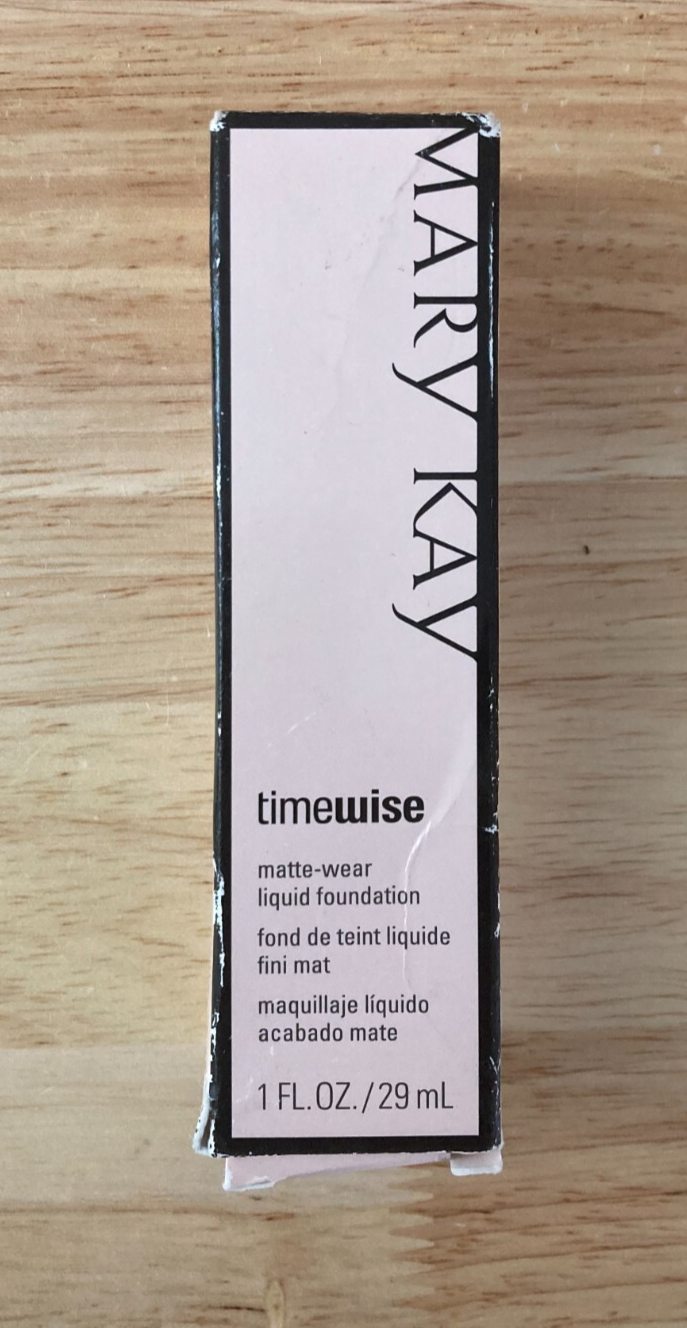 MARY KAY
timewise
matte-wear
liquid foundation
fond de teint liquide
fini mat
maquillaje líquido
acabado mate
1 FL.OZ./29 mL